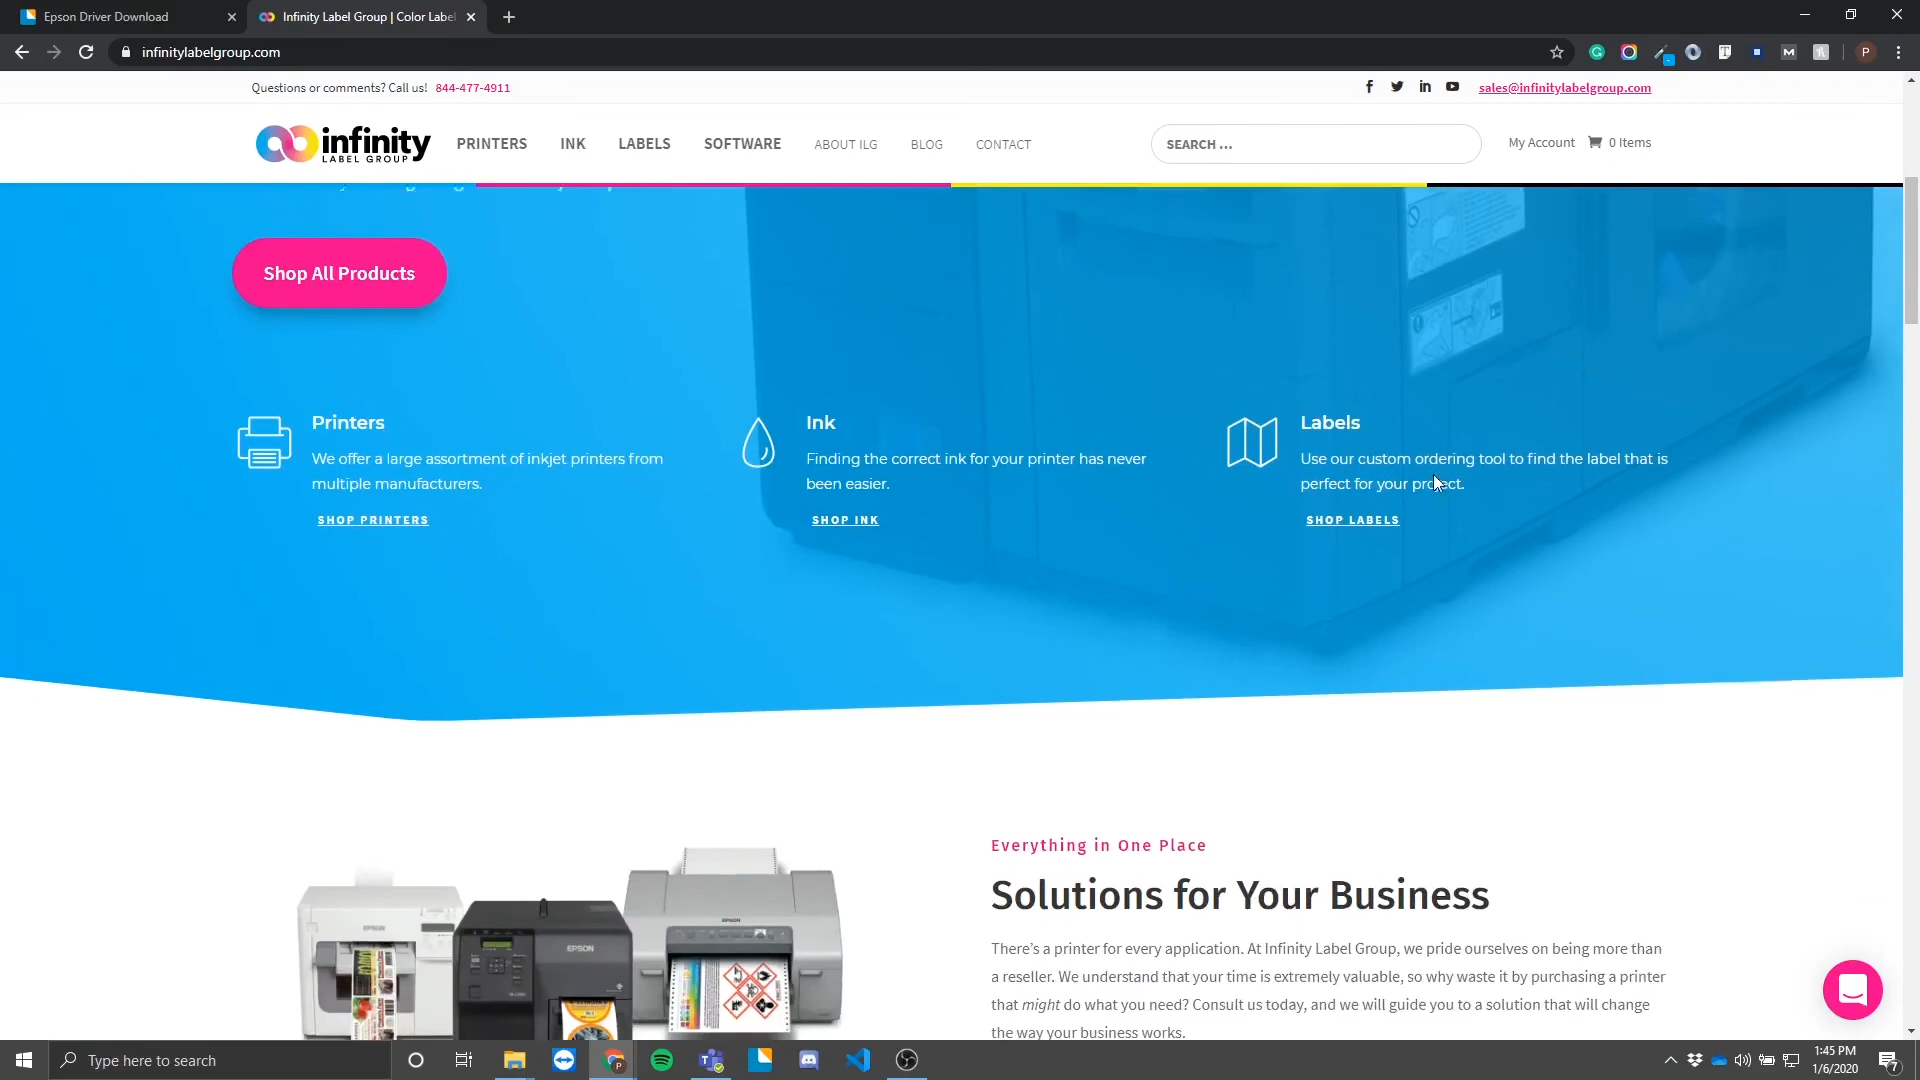 Epson Driver Download
Infinity Label Group | Color Label
infinitylabelgroup.com
Questions or comments? Call us! 844-477-4911
sales@infinitylabelgroup.com
infinity
LABEL GROUP
PRINTERS INK LABELS SOFTWARE ABOUT ILG BLOG CONTACT
SEARCH ...
My Account 0 Items
Shop All Products
Printers
We offer a large assortment of inkjet printers from
multiple manufacturers.
SHOP PRINTERS
Ink
Finding the correct ink for your printer has never
been easier.
SHOP INK
Labels
Use our custom ordering tool to find the label that is
perfect for your project.
SHOP LABELS
EPSON
EPSON
EPSON
Everything in One Place
Solutions for Your Business
There’s a printer for every application. At Infinity Label Group, we pride ourselves on being more than
a reseller. We understand that your time is extremely valuable, so why waste it by purchasing a printer
that might do what you need? Consult us today, and we will guide you to a solution that will change
the way your business works.
Type here to search
1:45 PM
1/6/2020
7